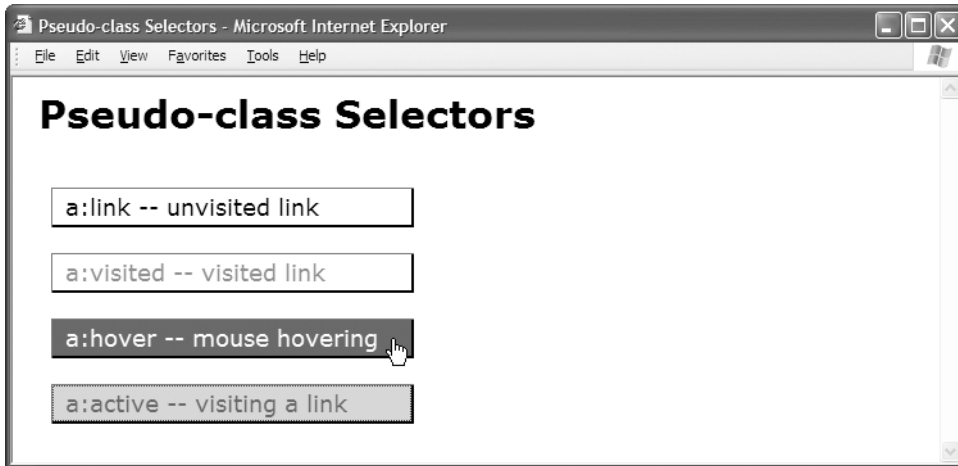 Pseudo-class Selectors - Microsoft Internet Explorer
File Edit View Favorites Tools Help
Pseudo-class Selectors
a:link -- unvisited link
a:visited -- visited link
a:hover -- mouse hovering
a:active -- visiting a link